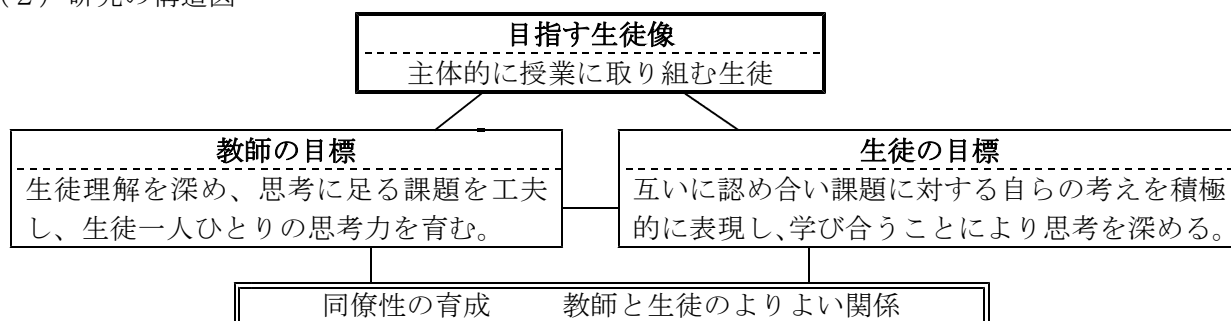 (2) 研究の構造図
目指す生徒像
主体的に授業に取り組む生徒
教師の目標
生徒理解を深め、思考に足る課題を工夫
し、生徒一人ひとりの思考力を育む。
生徒の目標
互いに認め合い課題に対する自らの考えを積極
的に表現し、学び合うことにより思考を深める。
同僚性の育成　　教師と生徒のよりよい関係